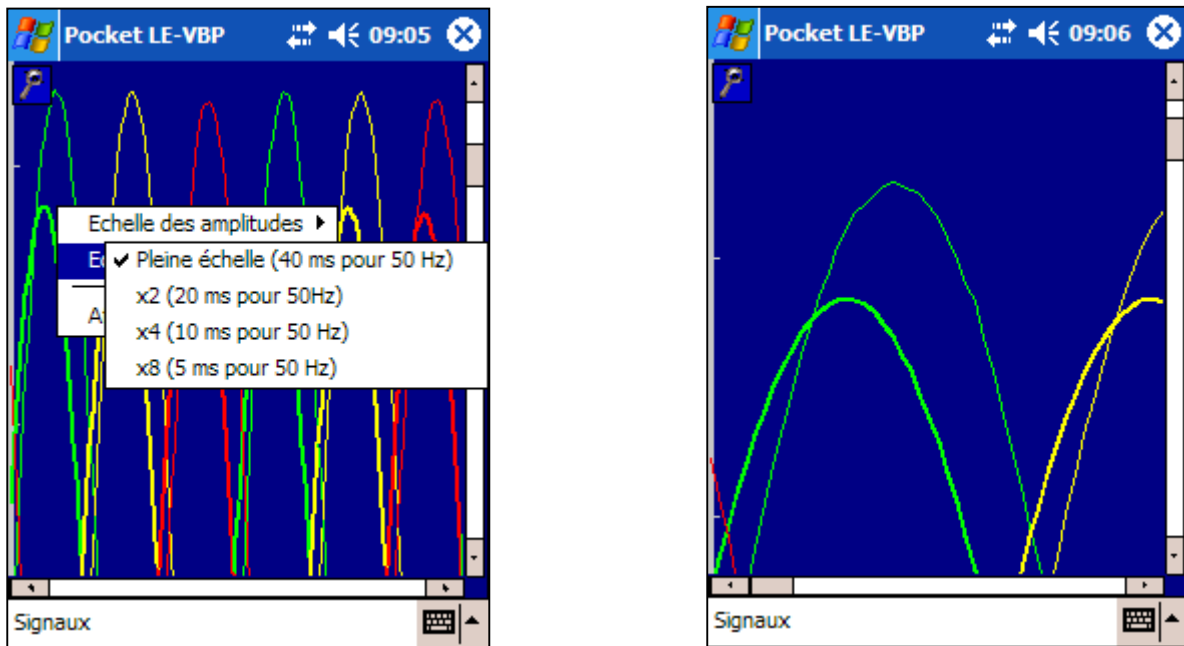 Pocket LE-VBP 09:05
Echelle des amplitudes
Pleine échelle (40 ms pour 50 Hz)
x2 (20 ms pour 50Hz)
x4 (10 ms pour 50 Hz)
x8 (5 ms pour 50 Hz)
Signaux
Pocket LE-VBP 09:06
Signaux